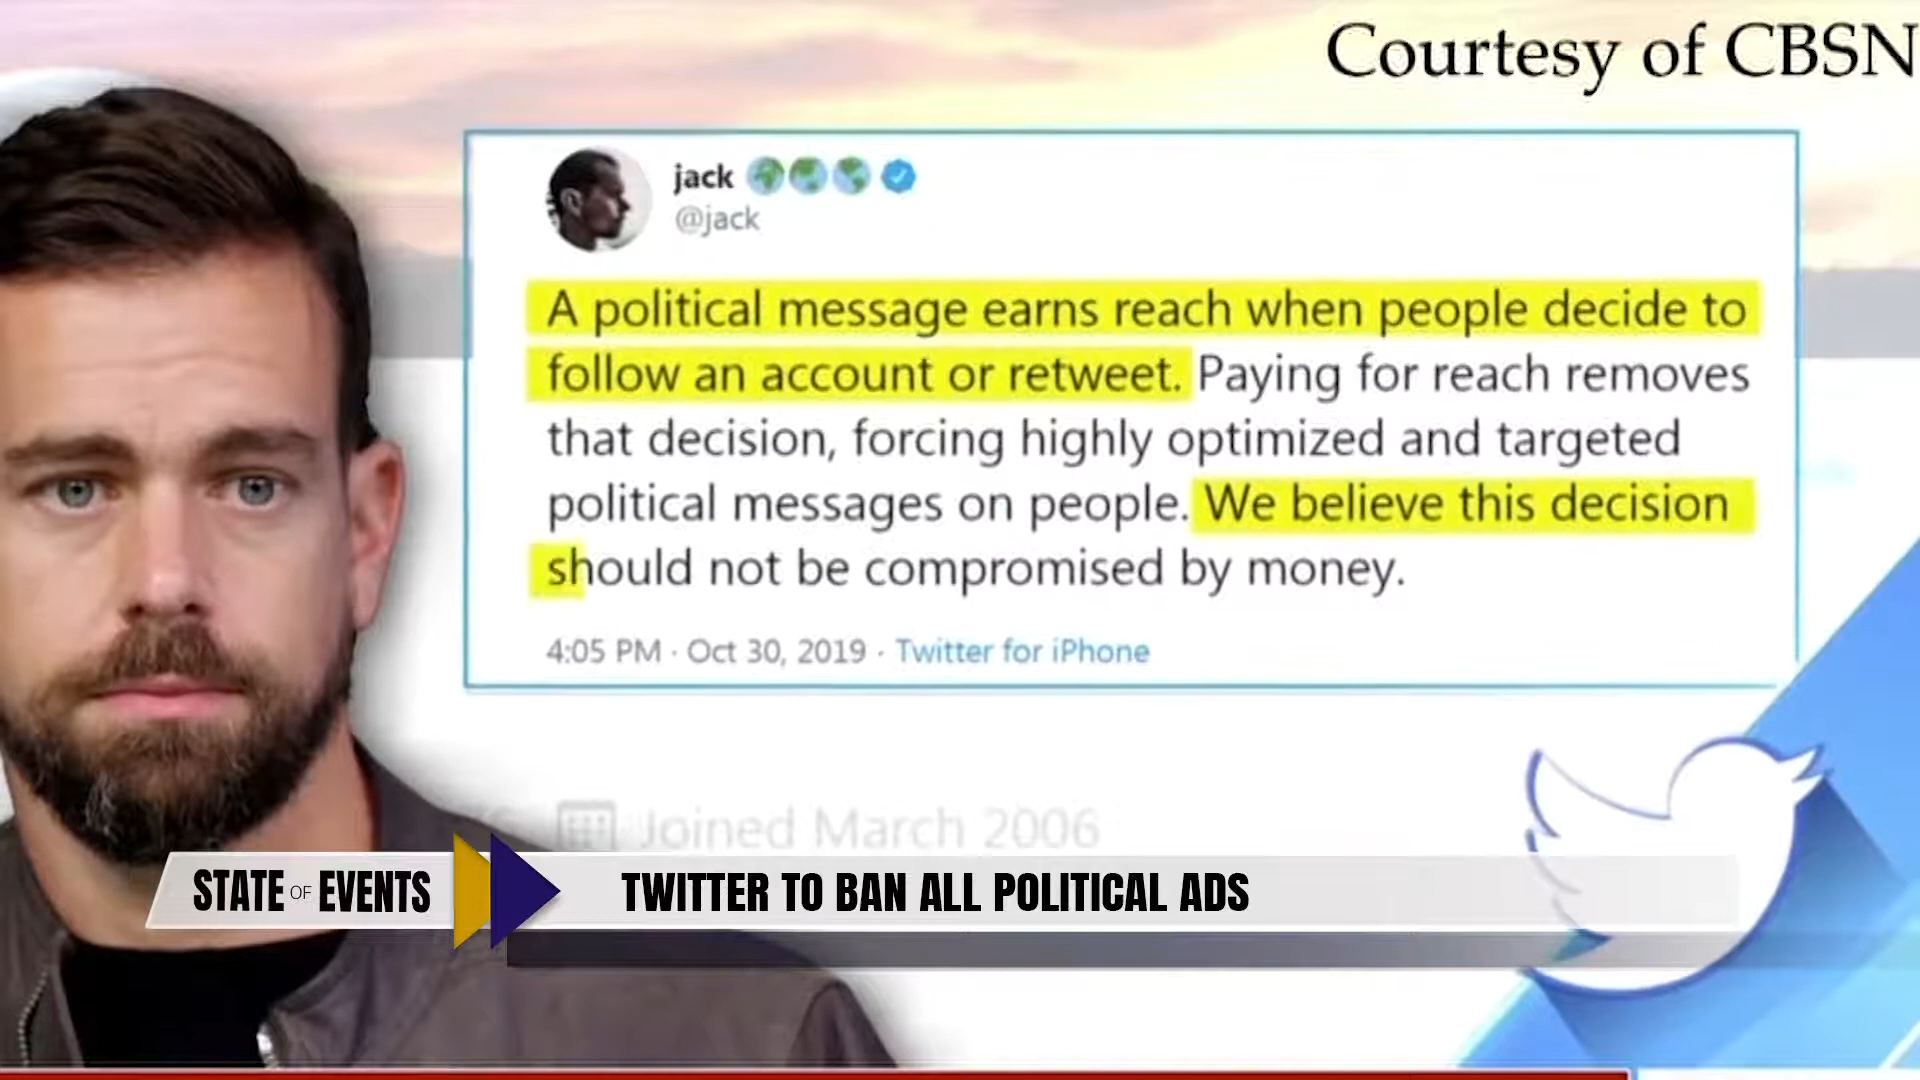 Courtesy of CBSN
jack
@jack
A political message earns reach when people decide to
follow an account or retweet. Paying for reach removes
that decision, forcing highly optimized and targeted
political messages on people. We believe this decision
should not be compromised by money.
4:05 PM · Oct 30, 2019 · Twitter for iPhone
Joined March 2006
STATE OF EVENTS
TWITTER TO BAN ALL POLITICAL ADS